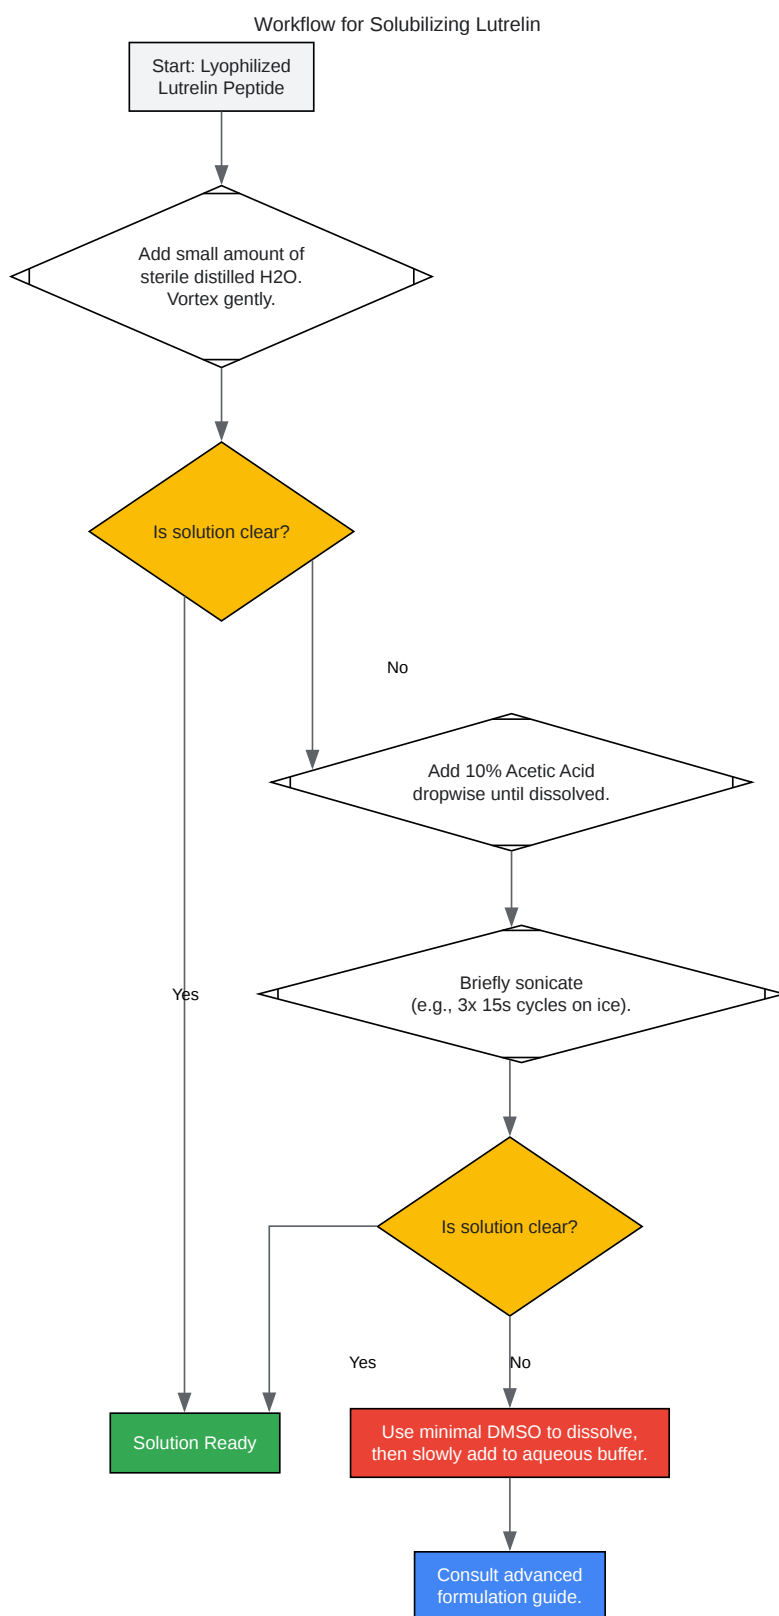 Workflow for Solubilizing Lutrelin
Start: Lyophilized
Lutrelin Peptide
Add small amount of
sterile distilled H2O.
Vortex gently.
Is solution clear?
No
Add 10% Acetic Acid
dropwise until dissolved.
Yes
Briefly sonicate
(e.g., 3x 15s cycles on ice).
Is solution clear?
Yes
No
Solution Ready
Use minimal DMSO to dissolve,
then slowly add to aqueous buffer.
Consult advanced
formulation guide.